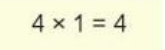 4 × 1 = 4